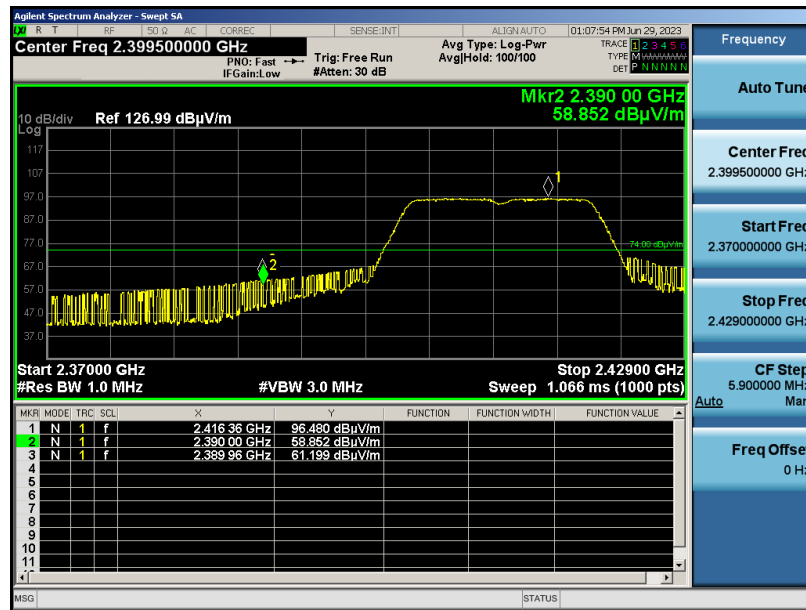 Agilent Spectrum Analyzer - Swept SA
LXI R T RF 50 Ω AC CORREC SENSE:INT ALIGN AUTO 01:07:54 PM Jun 29, 2023
Center Freq 2.399500000 GHz
PNO: Fast
IFGain:Low
Trig: Free Run
#Atten: 30 dB
Avg Type: Log-Pwr
Avg|Hold: 100/100
TRACE 1 2 3 4 5 6
TYPE M
DET P N N N N N
Frequency
Auto Tune
Center Freq
2.399500000 GHz
Start Freq
2.370000000 GHz
Stop Freq
2.429000000 GHz
CF Step
5.900000 MHz
Auto Man
Freq Offset
0 Hz
Mkr2 2.390 00 GHz
58.852 dBµV/m
10 dB/div Ref 126.99 dBµV/m
Log
117
107
97.0
87.0
77.0
67.0
57.0
47.0
37.0
1
2
74.00 dBµV/m
Start 2.37000 GHz Stop 2.42900 GHz
#Res BW 1.0 MHz #VBW 3.0 MHz Sweep 1.066 ms (1000 pts)
MKR MODE TRC SCL X Y FUNCTION FUNCTION WIDTH FUNCTION VALUE
1 N 1 f 2.416 36 GHz 96.480 dBµV/m
2 N 1 f 2.390 00 GHz 58.852 dBµV/m
3 N 1 f 2.389 96 GHz 61.199 dBµV/m
4
5
6
7
8
9
10
11
MSG STATUS